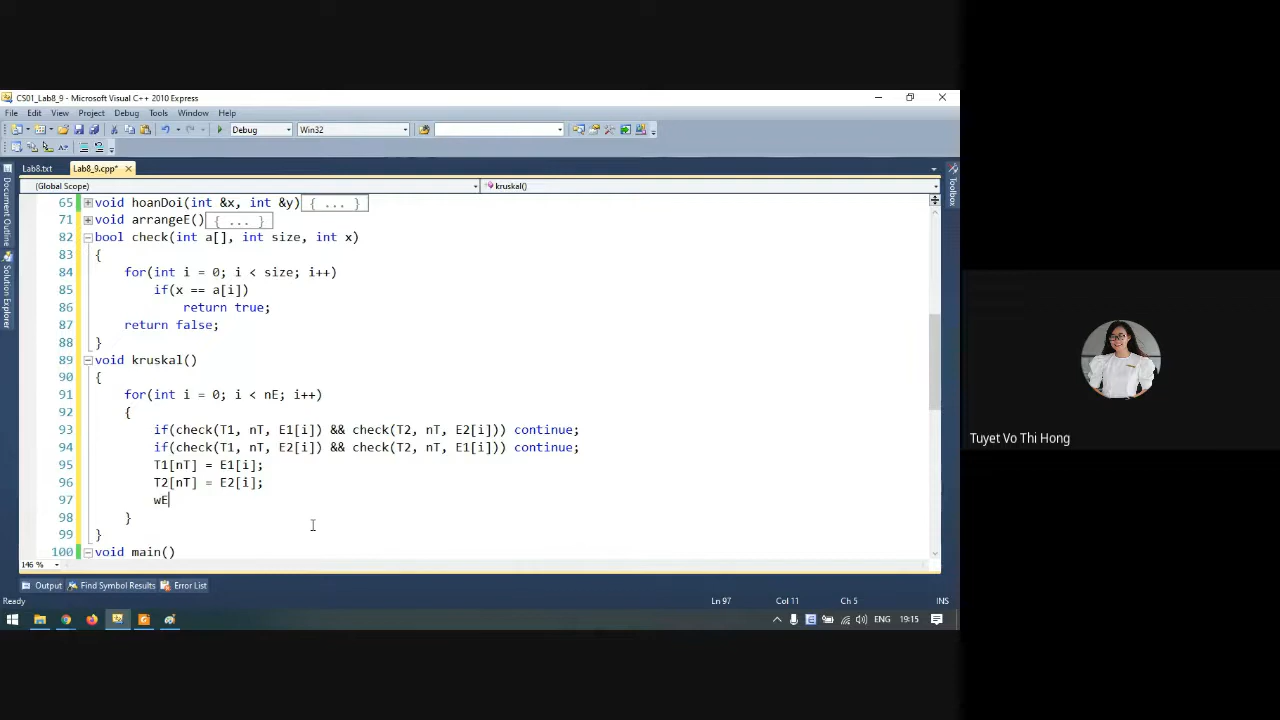 CS01_Lab8_9 - Microsoft Visual C++ 2010 Express
File Edit View Project Debug Tools Window Help
Debug Win32
Lab8.txt Lab8_9.cpp*
(Global Scope) kruskal()
Document Outline
Solution Explorer
Toolbox
65 void hoanDoi(int &x, int &y){ ... }
71 void arrangeE(){ ... }
82 bool check(int a[], int size, int x)
83 {
84 for(int i = 0; i < size; i++)
85 if(x == a[i])
86 return true;
87 return false;
88 }
89 void kruskal()
90 {
91 for(int i = 0; i < nE; i++)
92 {
93 if(check(T1, nT, E1[i]) && check(T2, nT, E2[i])) continue;
94 if(check(T1, nT, E2[i]) && check(T2, nT, E1[i])) continue;
95 T1[nT] = E1[i];
96 T2[nT] = E2[i];
97 wE
98 }
99 }
100 void main()
146 %
Output Find Symbol Results Error List
Ready Ln 97 Col 11 Ch 5 INS
ENG 19:15
Tuyet Vo Thi Hong